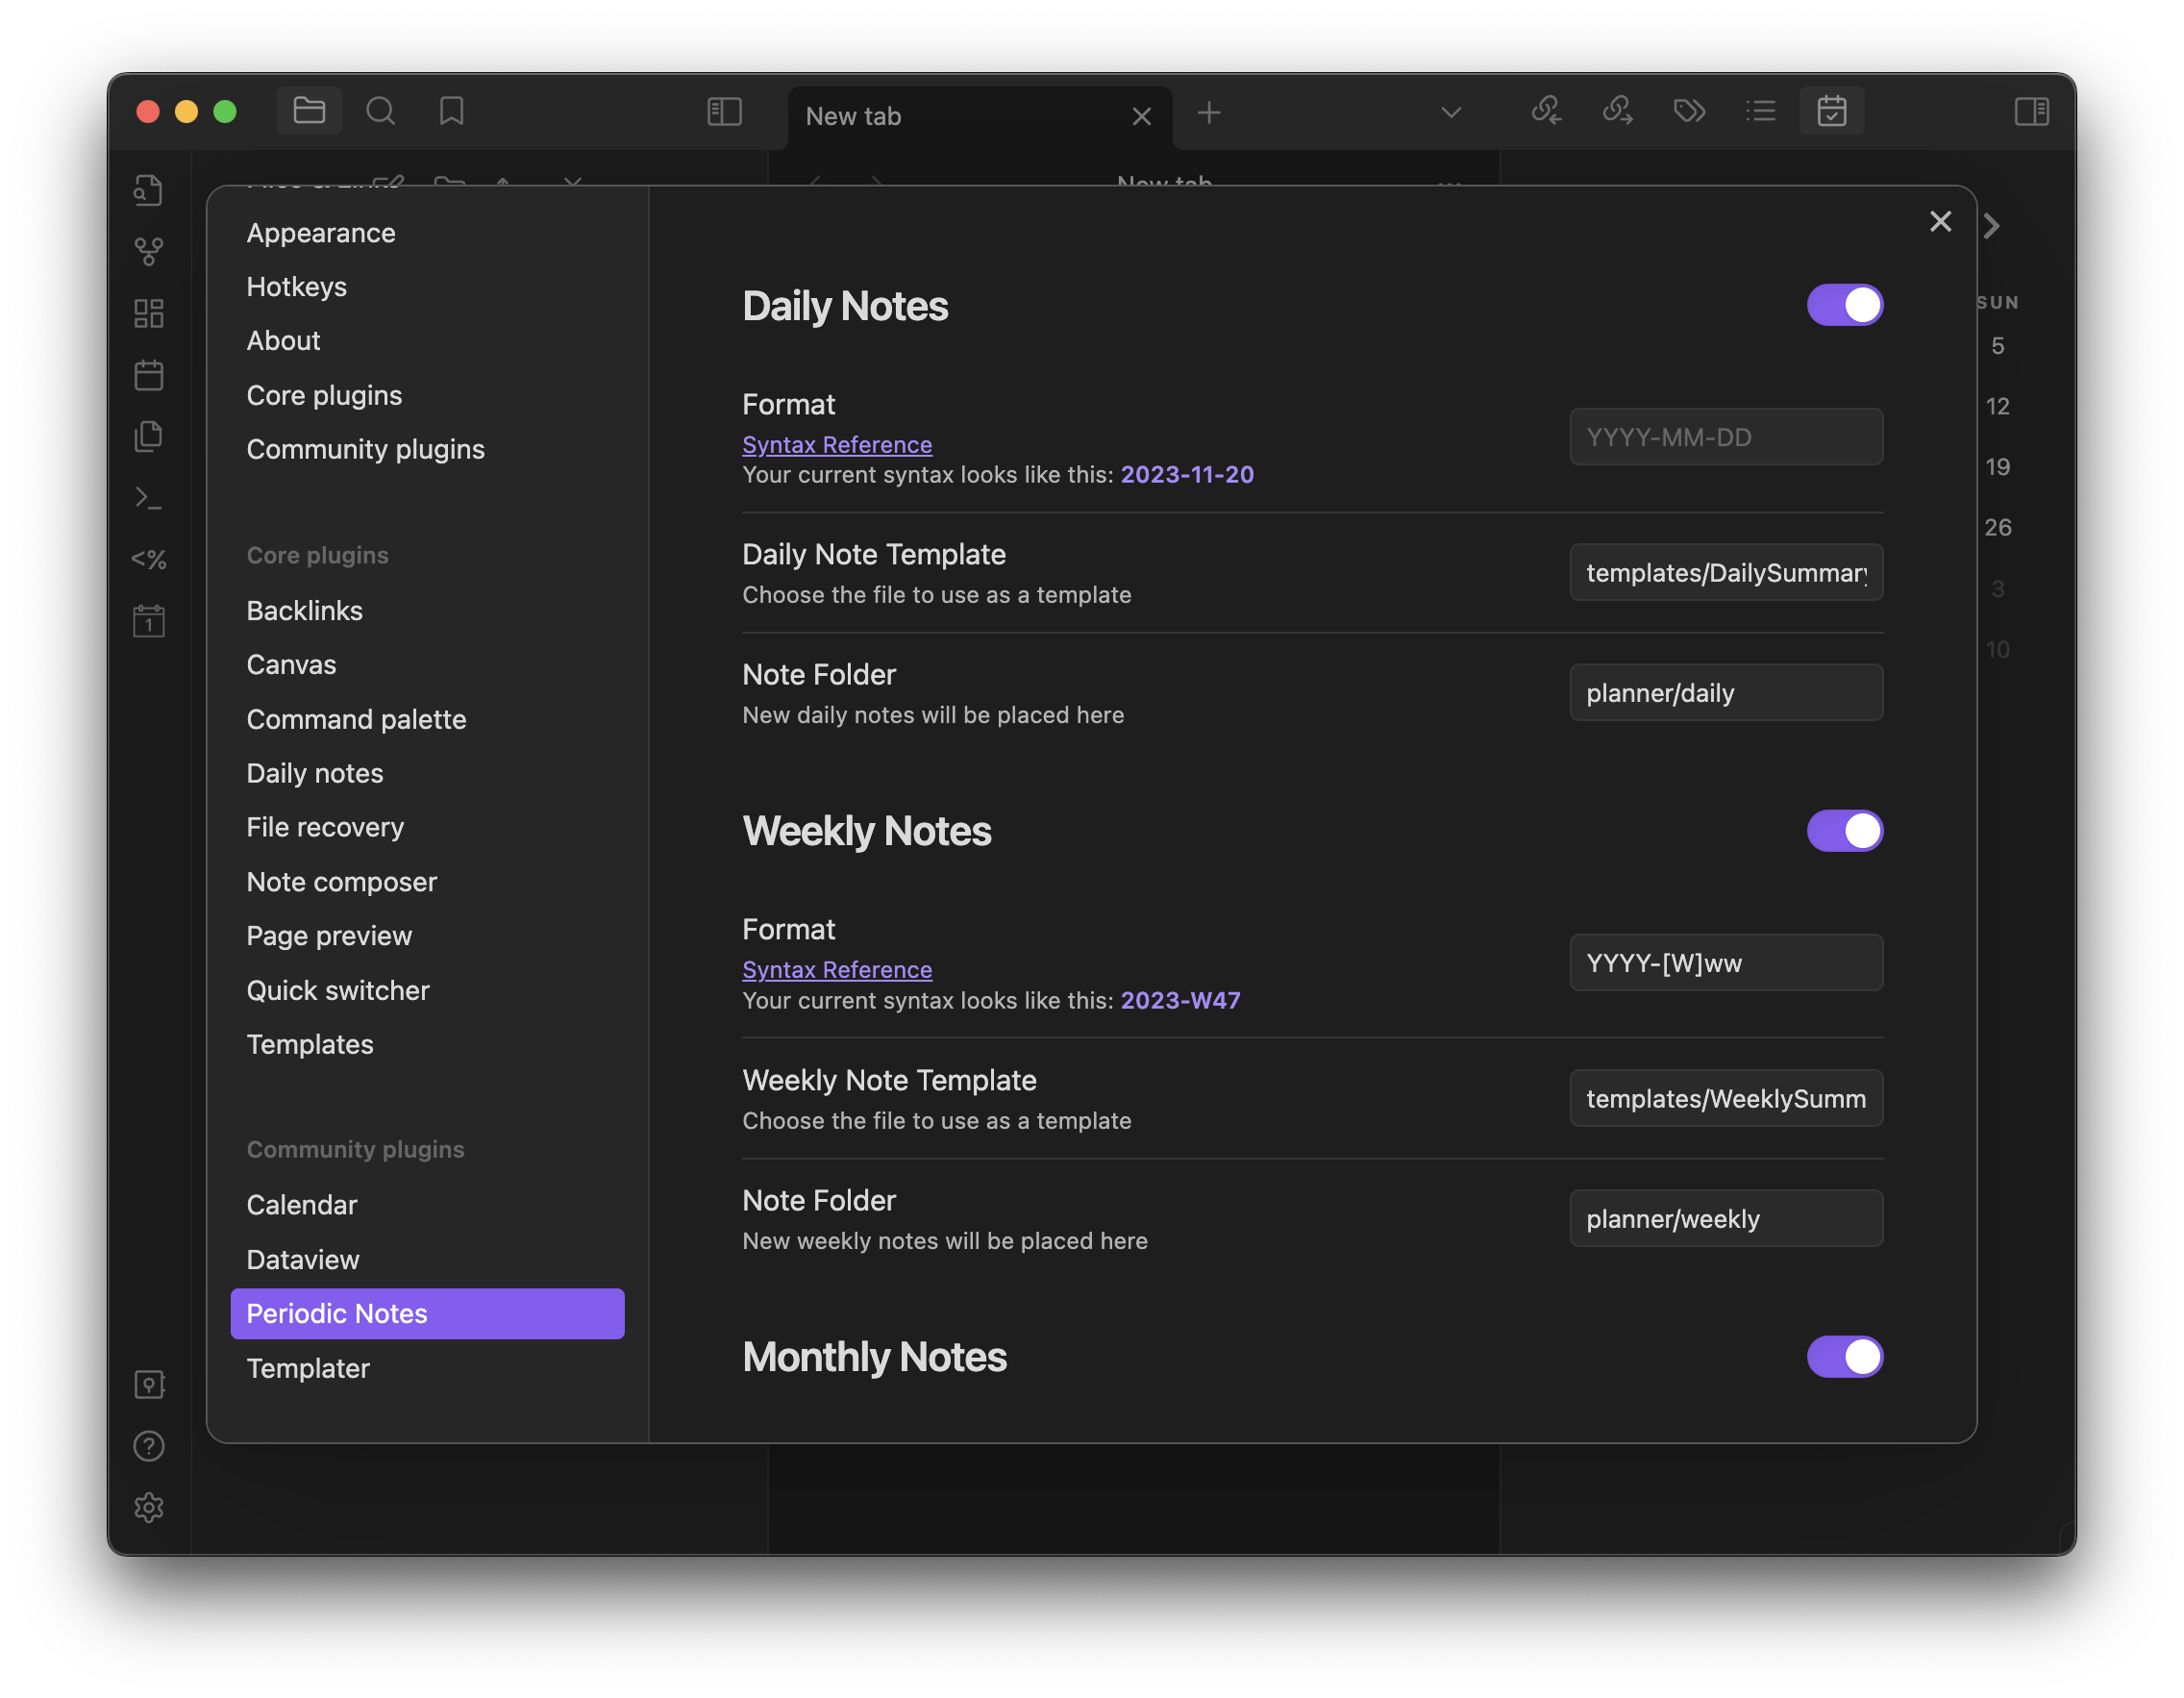 New tab
New tab
SUN
5
12
19
26
3
10
1
<%
Appearance
Hotkeys
About
Core plugins
Community plugins
Core plugins
Backlinks
Canvas
Command palette
Daily notes
File recovery
Note composer
Page preview
Quick switcher
Templates
Community plugins
Calendar
Dataview
Periodic Notes
Templater
Daily Notes
Format
Syntax Reference
Your current syntax looks like this: 2023-11-20
YYYY-MM-DD
Daily Note Template
Choose the file to use as a template
templates/DailySummary
Note Folder
New daily notes will be placed here
planner/daily
Weekly Notes
Format
Syntax Reference
Your current syntax looks like this: 2023-W47
YYYY-[W]ww
Weekly Note Template
Choose the file to use as a template
templates/WeeklySumm
Note Folder
New weekly notes will be placed here
planner/weekly
Monthly Notes